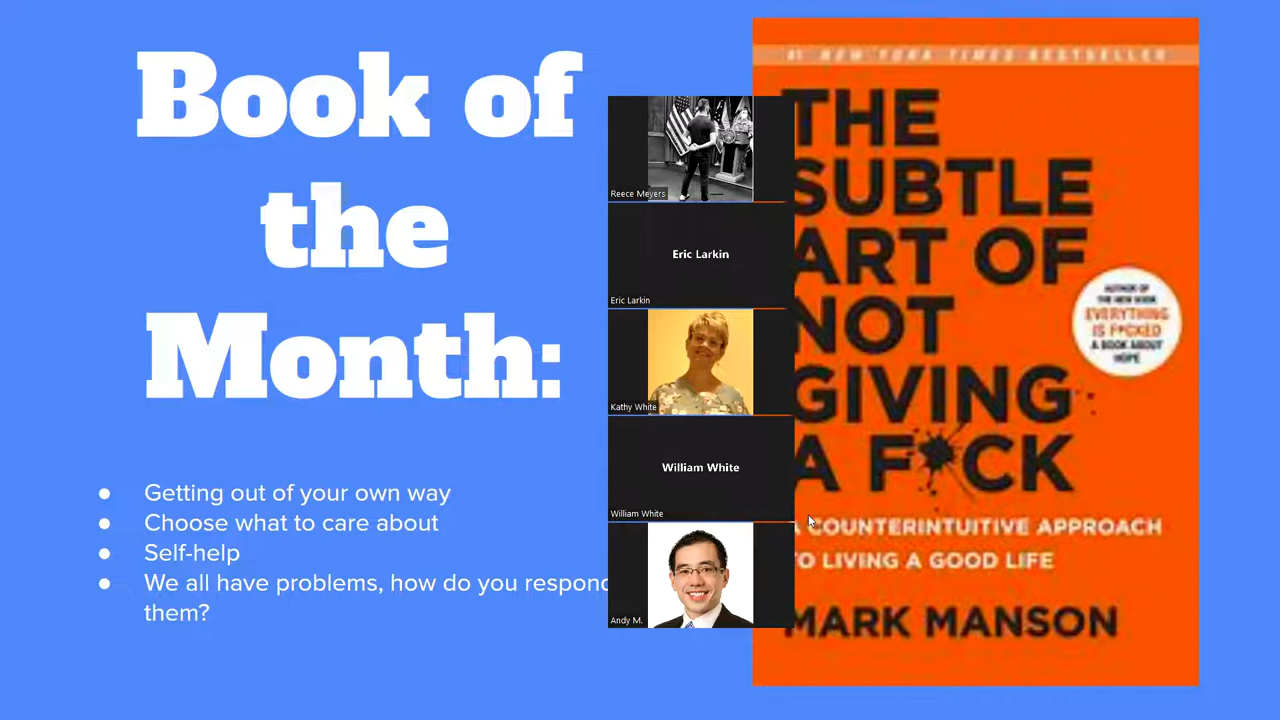 Book of
the
Month:
● Getting out of your own way
● Choose what to care about
● Self-help
● We all have problems, how do you respond
them?
Reece Meyers
Eric Larkin
Eric Larkin
Kathy White
William White
William White
Andy M.
#1 NEW YORK TIMES BESTSELLER
THE
SUBTLE
ART OF
NOT
GIVING
A F*CK
AUTHOR OF
THE NEW BOOK
EVERYTHING
IS F*CKED
A BOOK ABOUT
HOPE
A COUNTERINTUITIVE APPROACH
TO LIVING A GOOD LIFE
MARK MANSON